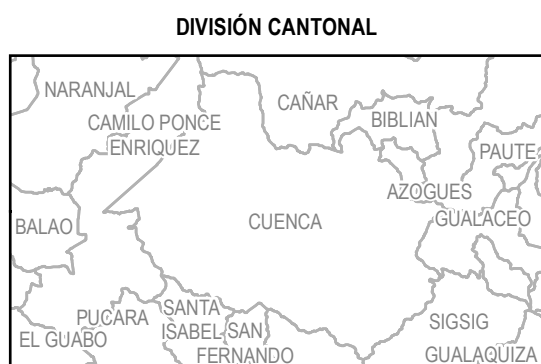 DIVISIÓN CANTONAL
NARANJAL
CAÑAR
CAMILO PONCE
ENRIQUEZ
BIBLIAN
PAUTE
AZOGUES
BALAO
CUENCA
GUALACEO
PUCARA
SANTA
ISABEL
SAN
FERNANDO
SIGSIG
EL GUABO
GUALAQUIZA